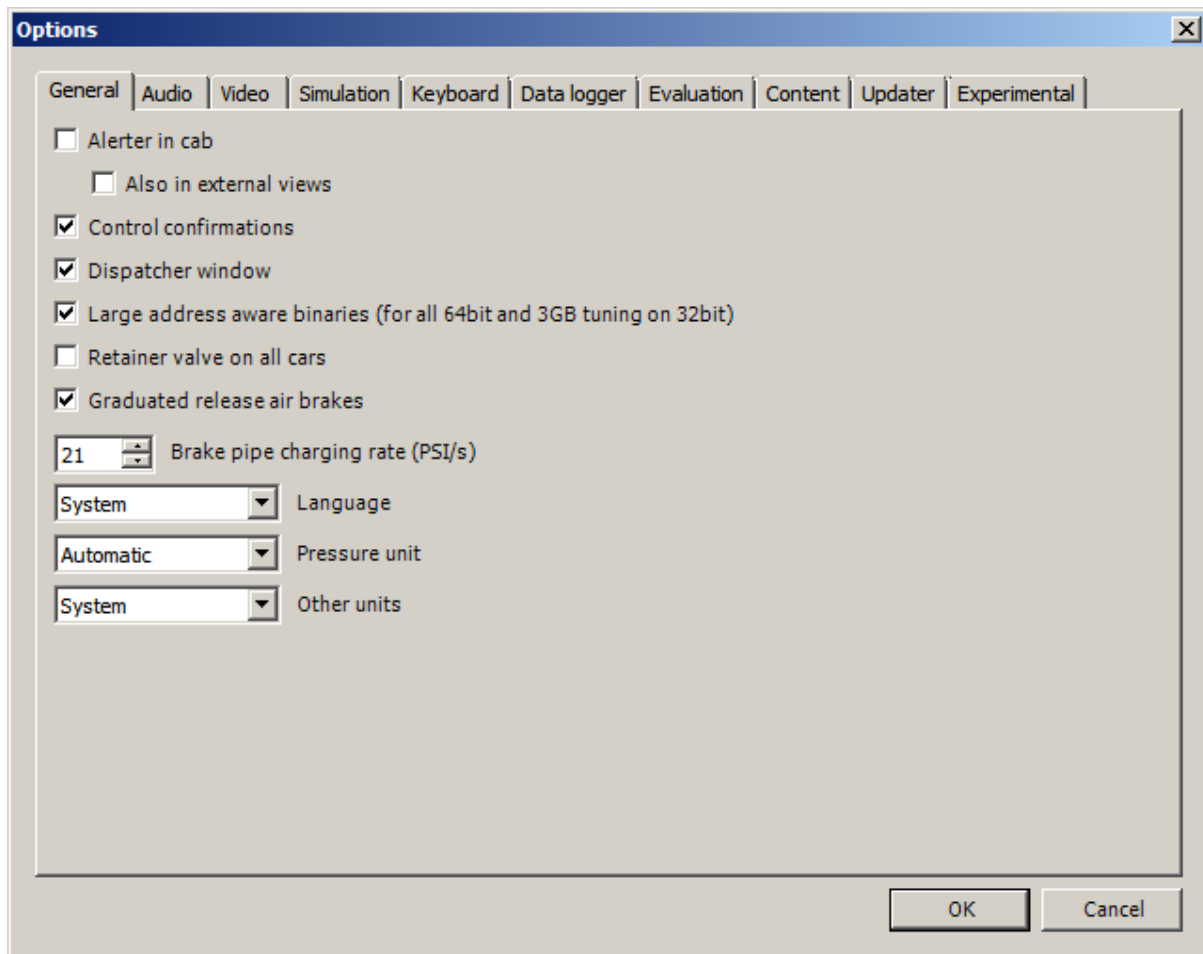 Options
General Audio Video Simulation Keyboard Data logger Evaluation Content Updater Experimental
Alerter in cab
Also in external views
Control confirmations
Dispatcher window
Large address aware binaries (for all 64bit and 3GB tuning on 32bit)
Retainer valve on all cars
Graduated release air brakes
21 Brake pipe charging rate (PSI/s)
System Language
Automatic Pressure unit
System Other units
OK Cancel